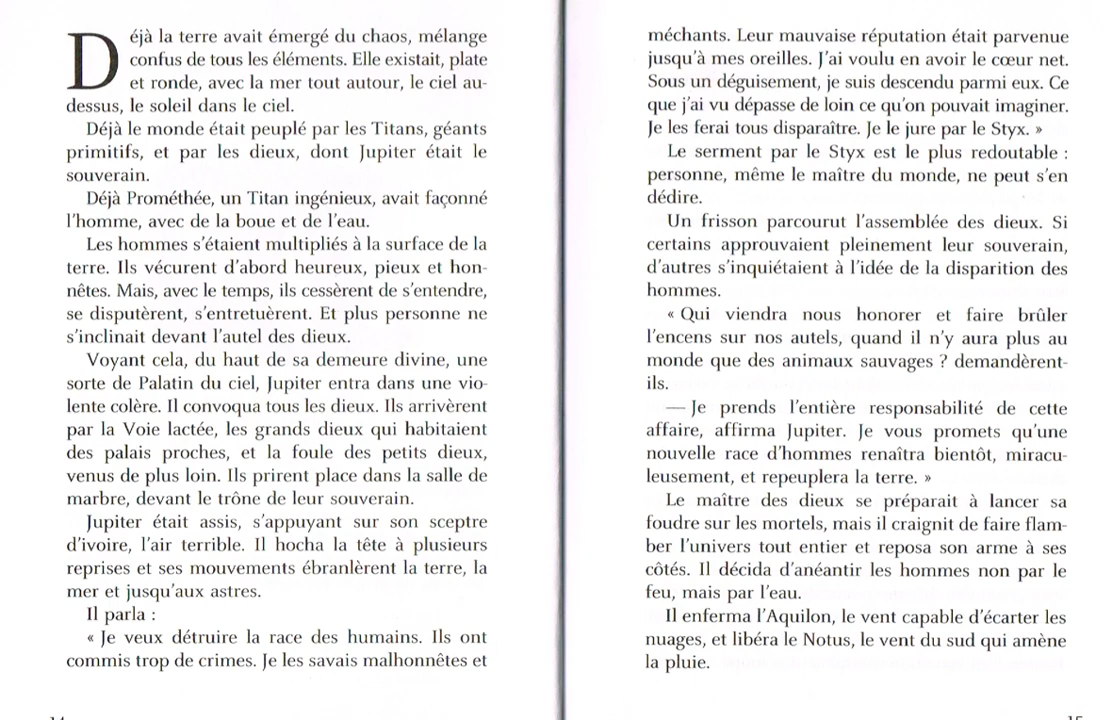 Déjà la terre avait émergé du chaos, mélange
confus de tous les éléments. Elle existait, plate
et ronde, avec la mer tout autour, le ciel au-
dessus, le soleil dans le ciel.
Déjà le monde était peuplé par les Titans, géants
primitifs, et par les dieux, dont Jupiter était le
souverain.
Déjà Prométhée, un Titan ingénieux, avait façonné
l'homme, avec de la boue et de l'eau.
Les hommes s'étaient multipliés à la surface de la
terre. Ils vécurent d'abord heureux, pieux et hon-
nêtes. Mais, avec le temps, ils cessèrent de s'entendre,
se disputèrent, s'entretuèrent. Et plus personne ne
s'inclinait devant l'autel des dieux.
Voyant cela, du haut de sa demeure divine, une
sorte de Palatin du ciel, Jupiter entra dans une vio-
lente colère. Il convoqua tous les dieux. Ils arrivèrent
par la Voie lactée, les grands dieux qui habitaient
des palais proches, et la foule des petits dieux,
venus de plus loin. Ils prirent place dans la salle de
marbre, devant le trône de leur souverain.
Jupiter était assis, s'appuyant sur son sceptre
d'ivoire, l'air terrible. Il hocha la tête à plusieurs
reprises et ses mouvements ébranlèrent la terre, la
mer et jusqu'aux astres.
Il parla :
« Je veux détruire la race des humains. Ils ont
commis trop de crimes. Je les savais malhonnêtes et
14
méchants. Leur mauvaise réputation était parvenue
jusqu'à mes oreilles. J'ai voulu en avoir le cœur net.
Sous un déguisement, je suis descendu parmi eux. Ce
que j'ai vu dépasse de loin ce qu'on pouvait imaginer.
Je les ferai tous disparaître. Je le jure par le Styx. »
Le serment par le Styx est le plus redoutable :
personne, même le maître du monde, ne peut s'en
dédire.
Un frisson parcourut l'assemblée des dieux. Si
certains approuvaient pleinement leur souverain,
d'autres s'inquiétaient à l'idée de la disparition des
hommes.
« Qui viendra nous honorer et faire brûler
l'encens sur nos autels, quand il n'y aura plus au
monde que des animaux sauvages ? demandèrent-
ils.
— Je prends l'entière responsabilité de cette
affaire, affirma Jupiter. Je vous promets qu'une
nouvelle race d'hommes renaîtra bientôt, miracu-
leusement, et repeuplera la terre. »
Le maître des dieux se préparait à lancer sa
foudre sur les mortels, mais il craignit de faire flam-
ber l'univers tout entier et reposa son arme à ses
côtés. Il décida d'anéantir les hommes non par le
feu, mais par l'eau.
Il enferma l'Aquilon, le vent capable d'écarter les
nuages, et libéra le Notus, le vent du sud qui amène
la pluie.
15